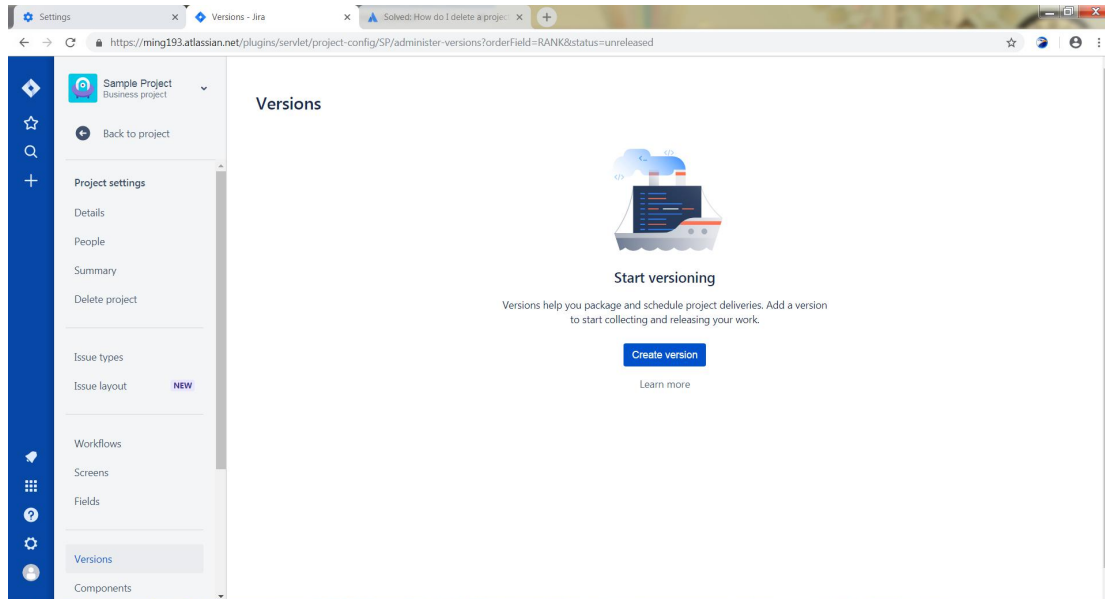 Settings
Versions - Jira
Solved: How do I delete a projec
https://ming193.atlassian.net/plugins/servlet/project-config/SP/administer-versions?orderField=RANK&status=unreleased
Sample Project
Business project
Back to project
Project settings
Details
People
Summary
Delete project
Issue types
Issue layout NEW
Workflows
Screens
Fields
Versions
Components
Versions
Start versioning
Versions help you package and schedule project deliveries. Add a version
to start collecting and releasing your work.
Create version
Learn more